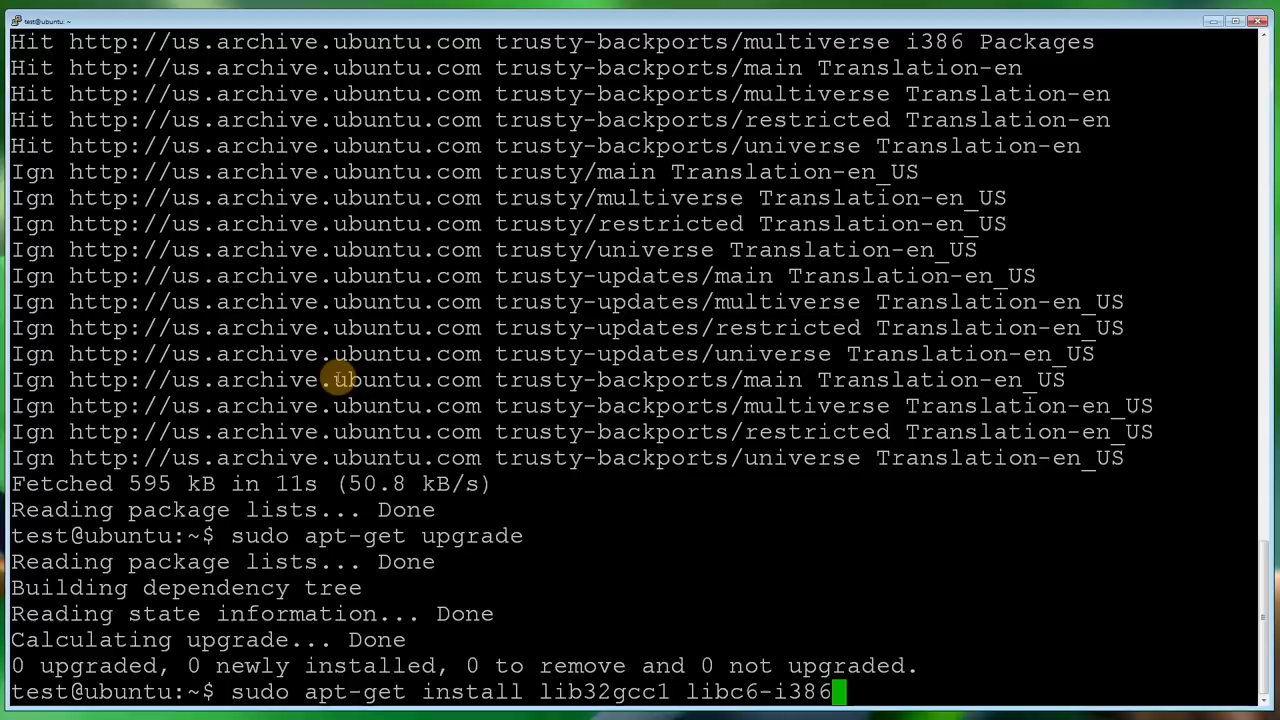 test@ubuntu: ~
Hit http://us.archive.ubuntu.com trusty-backports/multiverse i386 Packages
Hit http://us.archive.ubuntu.com trusty-backports/main Translation-en
Hit http://us.archive.ubuntu.com trusty-backports/multiverse Translation-en
Hit http://us.archive.ubuntu.com trusty-backports/restricted Translation-en
Hit http://us.archive.ubuntu.com trusty-backports/universe Translation-en
Ign http://us.archive.ubuntu.com trusty/main Translation-en_US
Ign http://us.archive.ubuntu.com trusty/multiverse Translation-en_US
Ign http://us.archive.ubuntu.com trusty/restricted Translation-en_US
Ign http://us.archive.ubuntu.com trusty/universe Translation-en_US
Ign http://us.archive.ubuntu.com trusty-updates/main Translation-en_US
Ign http://us.archive.ubuntu.com trusty-updates/multiverse Translation-en_US
Ign http://us.archive.ubuntu.com trusty-updates/restricted Translation-en_US
Ign http://us.archive.ubuntu.com trusty-updates/universe Translation-en_US
Ign http://us.archive.ubuntu.com trusty-backports/main Translation-en_US
Ign http://us.archive.ubuntu.com trusty-backports/multiverse Translation-en_US
Ign http://us.archive.ubuntu.com trusty-backports/restricted Translation-en_US
Ign http://us.archive.ubuntu.com trusty-backports/universe Translation-en_US
Fetched 595 kB in 11s (50.8 kB/s)
Reading package lists... Done
test@ubuntu:~$ sudo apt-get upgrade
Reading package lists... Done
Building dependency tree
Reading state information... Done
Calculating upgrade... Done
0 upgraded, 0 newly installed, 0 to remove and 0 not upgraded.
test@ubuntu:~$ sudo apt-get install lib32gcc1 libc6-i386